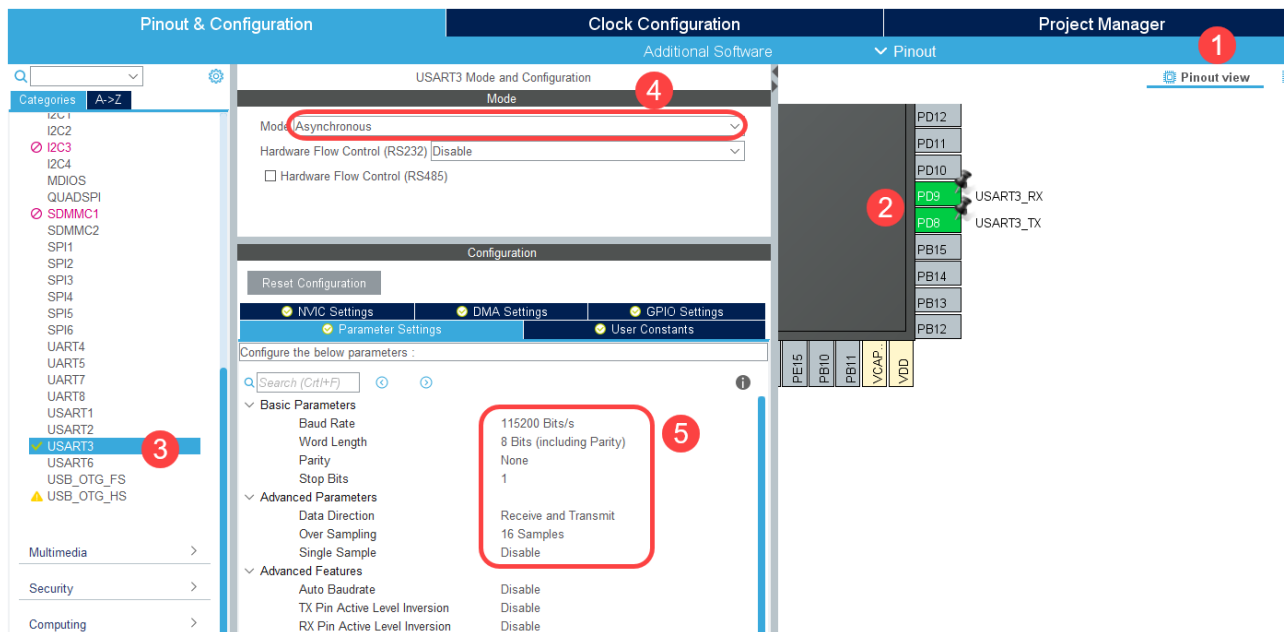 Pinout & Configuration
Clock Configuration
Project Manager
Additional Software
Pinout
1
Pinout view
Categories
A->Z
I2C1
I2C2
I2C3
I2C4
MDIOS
QUADSPI
SDMMC1
SDMMC2
SPI1
SPI2
SPI3
SPI4
SPI5
SPI6
UART4
UART5
UART7
UART8
USART1
USART2
USART3
3
USART6
USB_OTG_FS
USB_OTG_HS
Multimedia
Security
Computing
USART3 Mode and Configuration
4
Mode
Mode Asynchronous
Hardware Flow Control (RS232) Disable
Hardware Flow Control (RS485)
Configuration
Reset Configuration
NVIC Settings
DMA Settings
GPIO Settings
Parameter Settings
User Constants
Configure the below parameters :
Search (Crtl+F)
Basic Parameters
Baud Rate 115200 Bits/s
Word Length 8 Bits (including Parity)
Parity None
Stop Bits 1
5
Advanced Parameters
Data Direction Receive and Transmit
Over Sampling 16 Samples
Single Sample Disable
Advanced Features
Auto Baudrate Disable
TX Pin Active Level Inversion Disable
RX Pin Active Level Inversion Disable
PD12
PD11
PD10
PD9 USART3_RX
2
PD8 USART3_TX
PB15
PB14
PB13
PB12
PE15
PB10
PB11
VCAP..
VDD